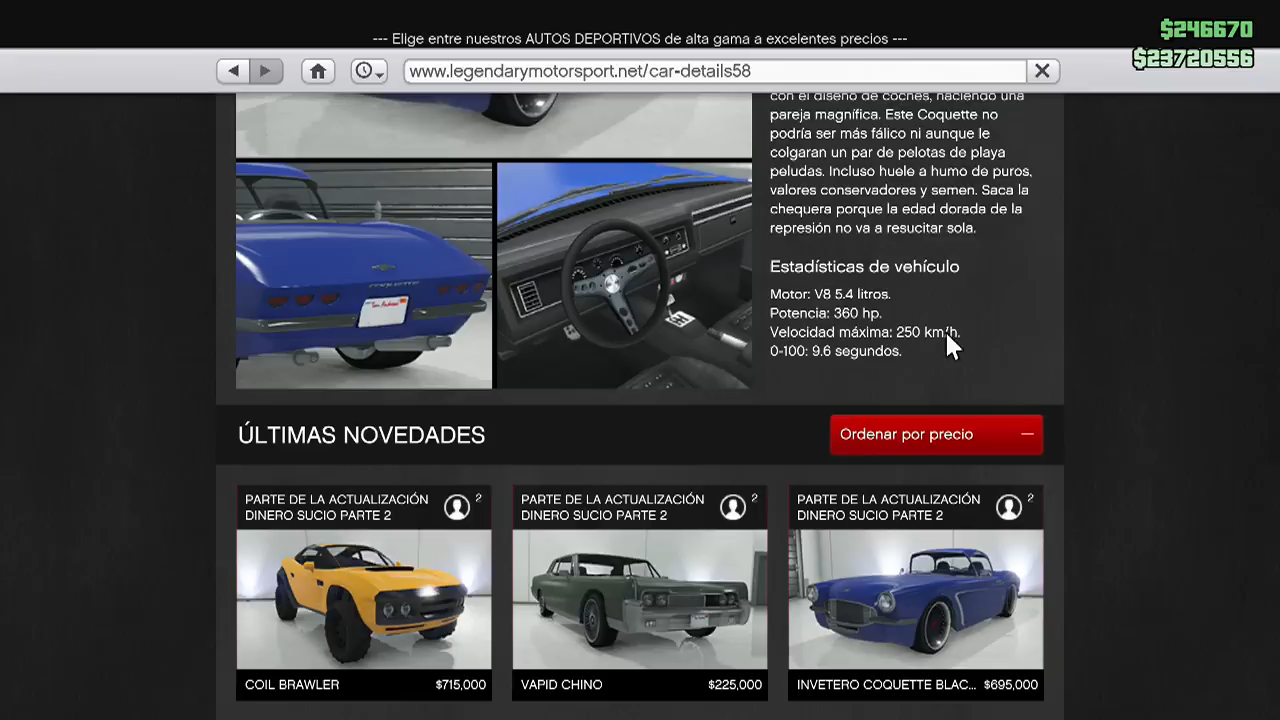 $246670
--- Elige entre nuestros AUTOS DEPORTIVOS de alta gama a excelentes precios ---
$23720556
www.legendarymotorsport.net/car-details58
con el diseño de coches, haciendo una
pareja magnífica. Este Coquette no
podría ser más fálico ni aunque le
colgaran un par de pelotas de playa
peludas. Incluso huele a humo de puros,
valores conservadores y semen. Saca la
chequera porque la edad dorada de la
represión no va a resucitar sola.
COQUETTE
San Andreas
Estadísticas de vehículo
Motor: V8 5.4 litros.
Potencia: 360 hp.
Velocidad máxima: 250 km/h.
0-100: 9.6 segundos.
ÚLTIMAS NOVEDADES
Ordenar por precio
PARTE DE LA ACTUALIZACIÓN
DINERO SUCIO PARTE 2
2
PARTE DE LA ACTUALIZACIÓN
DINERO SUCIO PARTE 2
2
PARTE DE LA ACTUALIZACIÓN
DINERO SUCIO PARTE 2
2
COIL BRAWLER $715,000
VAPID CHINO $225,000
INVETERO COQUETTE BLAC... $695,000